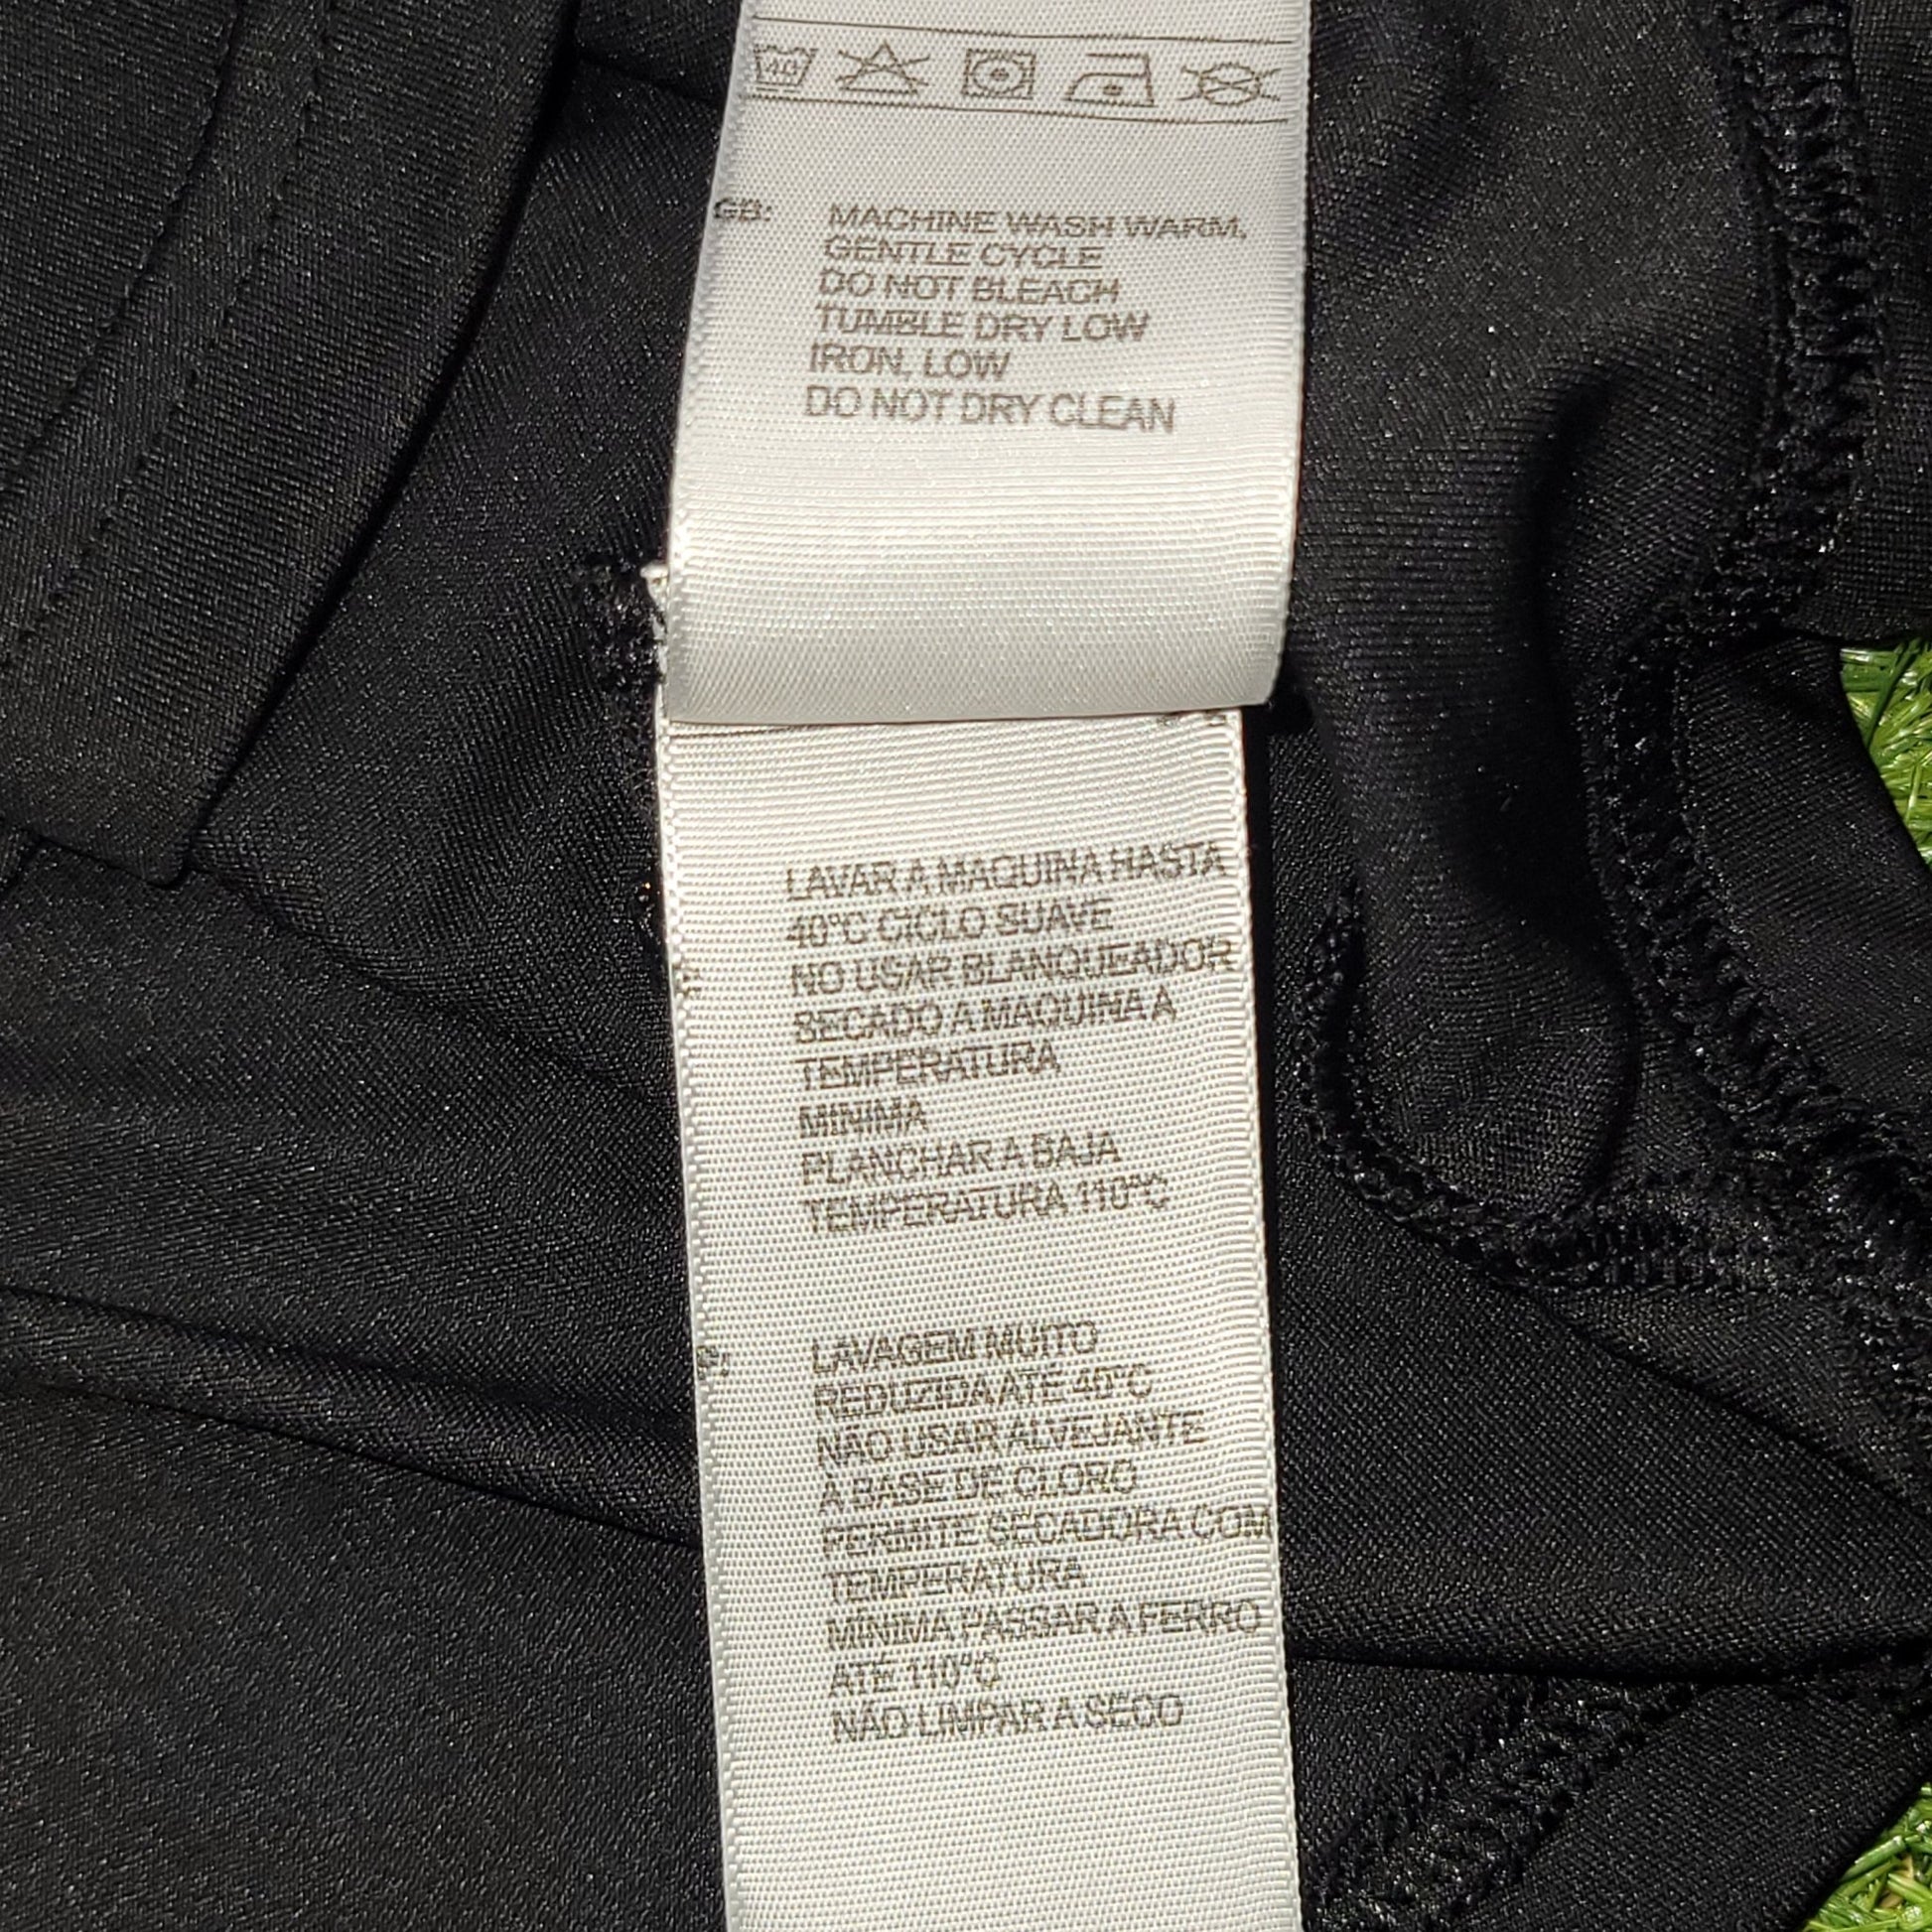 40
GB: MACHINE WASH WARM,
GENTLE CYCLE
DO NOT BLEACH
TUMBLE DRY LOW
IRON, LOW
DO NOT DRY CLEAN
LAVAR A MAQUINA HASTA
40°C CICLO SUAVE
NO USAR BLANQUEADOR
SECADO A MAQUINA A
TEMPERATURA
MINIMA
PLANCHAR A BAJA
TEMPERATURA 110°C
LAVAGEM MUITO
REDUZIDA ATÉ 40°C
NÃO USAR ALVEJANTE
À BASE DE CLORO
PERMITE SECADORA COM
TEMPERATURA
MÍNIMA PASSAR A FERRO
ATÉ 110°C
NÃO LIMPAR A SECO